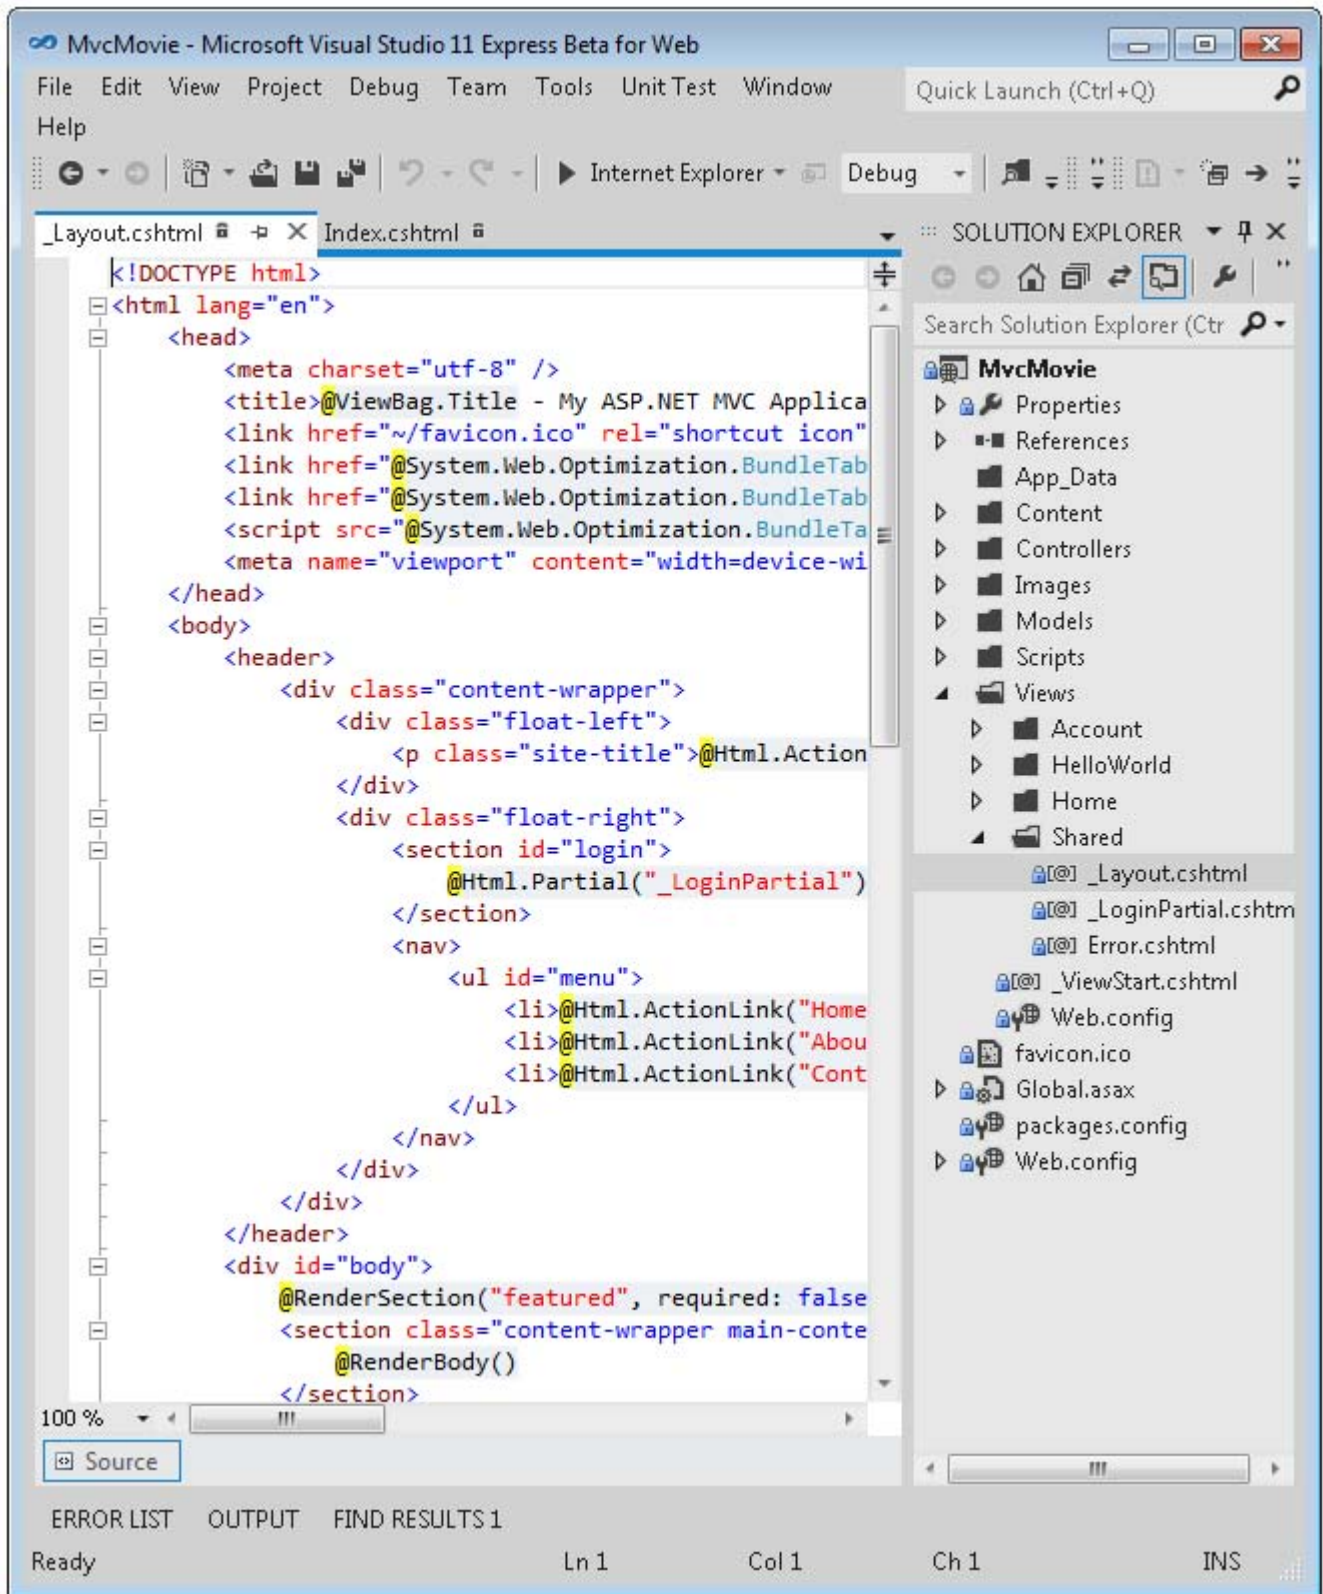 MvcMovie - Microsoft Visual Studio 11 Express Beta for Web
File Edit View Project Debug Team Tools Unit Test Window
Help
Quick Launch (Ctrl+Q)
Internet Explorer Debug
_Layout.cshtml Index.cshtml
<!DOCTYPE html>
<html lang="en">
<head>
<meta charset="utf-8" />
<title>@ViewBag.Title - My ASP.NET MVC Applica
<link href="~/favicon.ico" rel="shortcut icon"
<link href="@System.Web.Optimization.BundleTab
<link href="@System.Web.Optimization.BundleTab
<script src="@System.Web.Optimization.BundleTa
<meta name="viewport" content="width=device-wi
</head>
<body>
<header>
<div class="content-wrapper">
<div class="float-left">
<p class="site-title">@Html.Action
</div>
<div class="float-right">
<section id="login">
@Html.Partial("_LoginPartial")
</section>
<nav>
<ul id="menu">
<li>@Html.ActionLink("Home
<li>@Html.ActionLink("Abou
<li>@Html.ActionLink("Cont
</ul>
</nav>
</div>
</div>
</header>
<div id="body">
@RenderSection("featured", required: false
<section class="content-wrapper main-conte
@RenderBody()
</section>
100 %
Source
SOLUTION EXPLORER
Search Solution Explorer (Ctr
MvcMovie
Properties
References
App_Data
Content
Controllers
Images
Models
Scripts
Views
Account
HelloWorld
Home
Shared
[@] _Layout.cshtml
[@] _LoginPartial.cshtm
[@] Error.cshtml
[@] _ViewStart.cshtml
Web.config
favicon.ico
Global.asax
packages.config
Web.config
ERROR LIST OUTPUT FIND RESULTS 1
Ready Ln 1 Col 1 Ch 1 INS